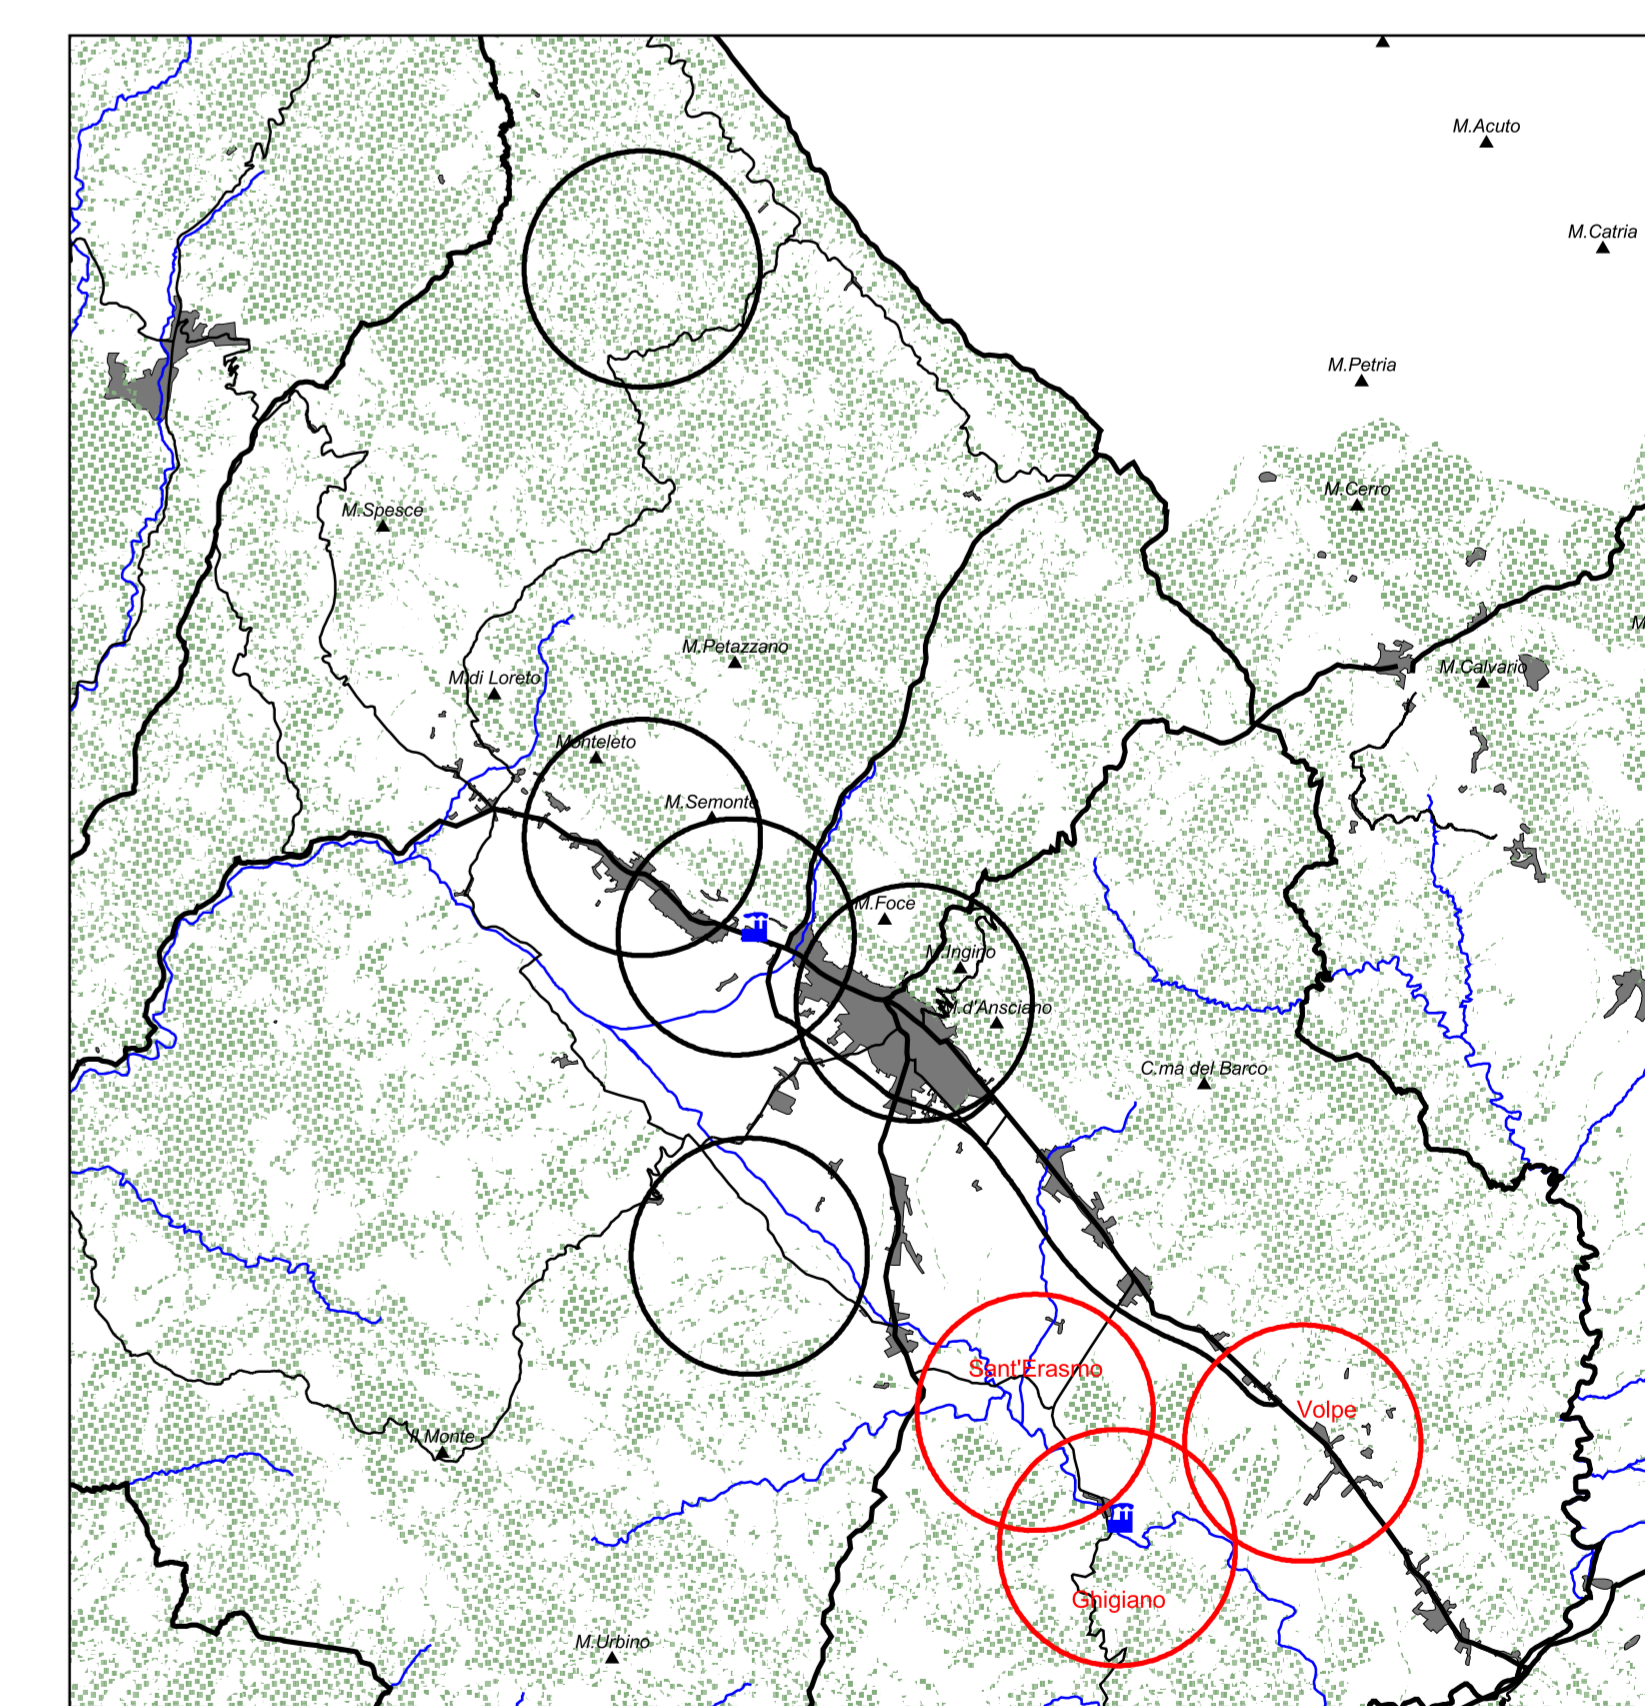 M.Acuto
M.Catria
M.Petria
M.Cerro
M.Spesce
M
M.Petazzano
M.Calvario
M.di Loreto
Monteleto
M.Semonte
M.Foce
M.Ingino
M.d'Ansciano
C.ma del Barco
Sant'Erasmo
Volpe
Il Monte
Ghigiano
M.Urbino